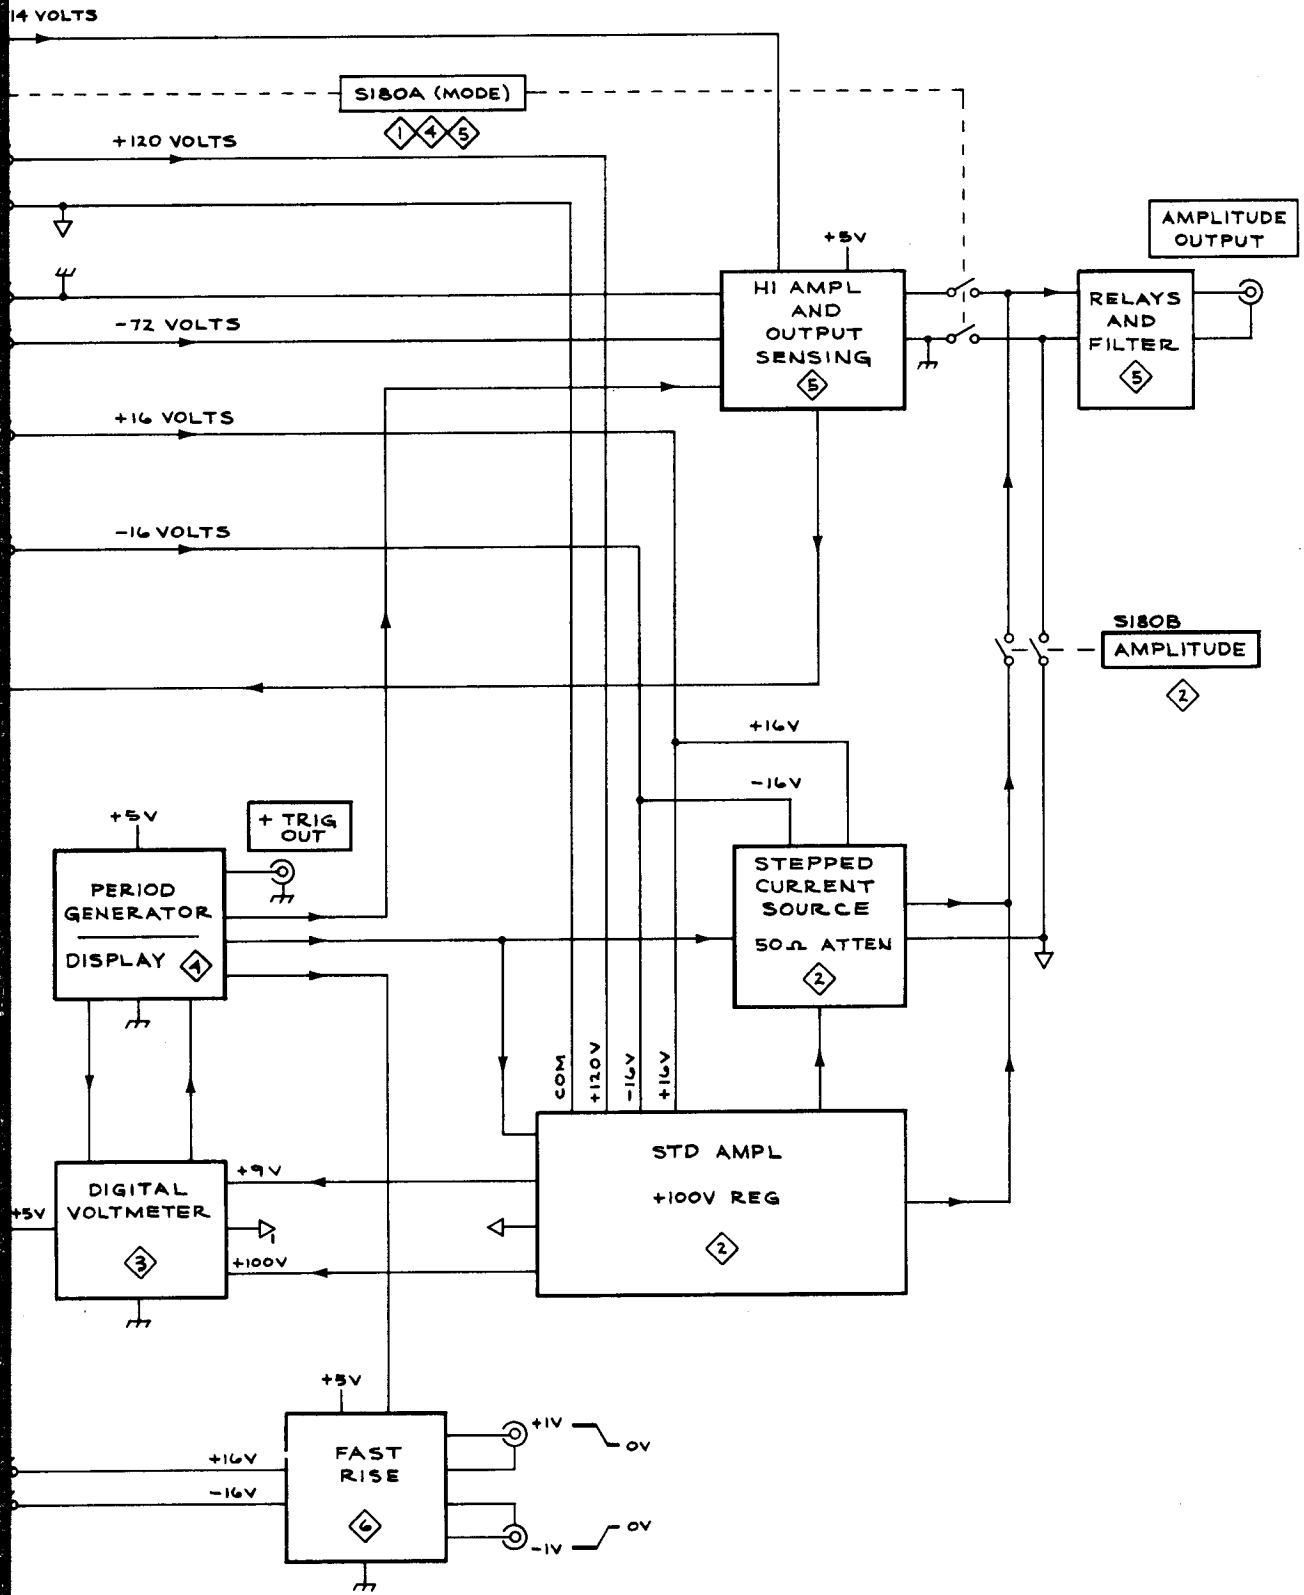 14 VOLTS
S180A (MODE)
1 4 5
+120 VOLTS
AMPLITUDE
OUTPUT
+5V
HI AMPL
AND
OUTPUT
SENSING
5
RELAYS
AND
FILTER
5
-72 VOLTS
+16 VOLTS
-16 VOLTS
S180B
AMPLITUDE
2
+16V
-16V
+5V
+ TRIG
OUT
PERIOD
GENERATOR
DISPLAY 4
STEPPED
CURRENT
SOURCE
50Ω ATTEN
2
COM
+120V
-16V
+16V
STD AMPL
+100V REG
2
+9V
DIGITAL
VOLTMETER
3
+5V
1
+100V
+5V
FAST
RISE
6
+16V
-16V
+1V
0V
0V
-1V